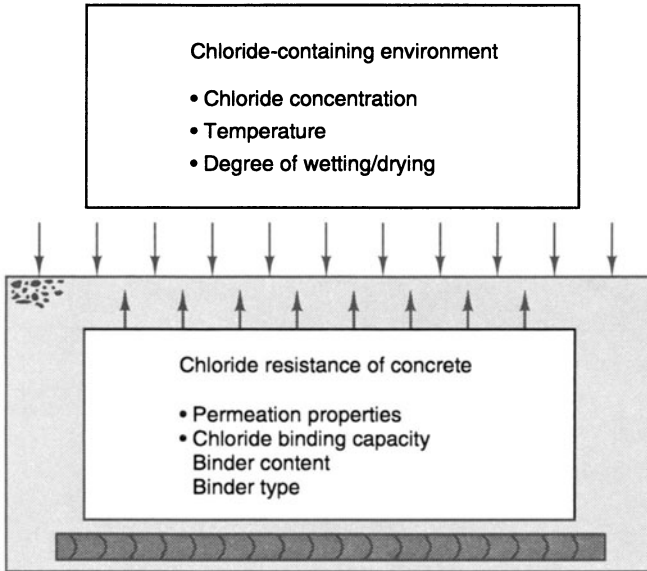 Chloride-containing environment
• Chloride concentration
• Temperature
• Degree of wetting/drying
Chloride resistance of concrete
• Permeation properties
• Chloride binding capacity
Binder content
Binder type